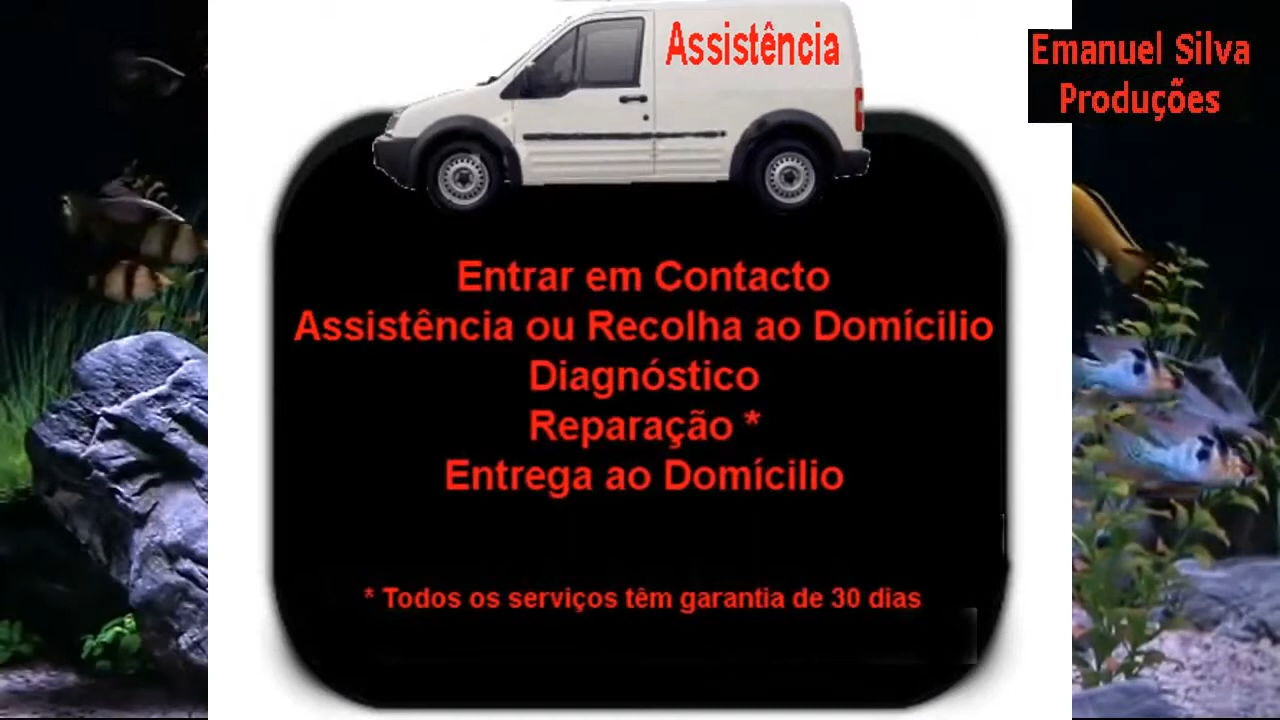 Assistência
Emanuel Silva
Produções
Entrar em Contacto
Assistência ou Recolha ao Domícilio
Diagnóstico
Reparação *
Entrega ao Domícilio
* Todos os serviços têm garantia de 30 dias